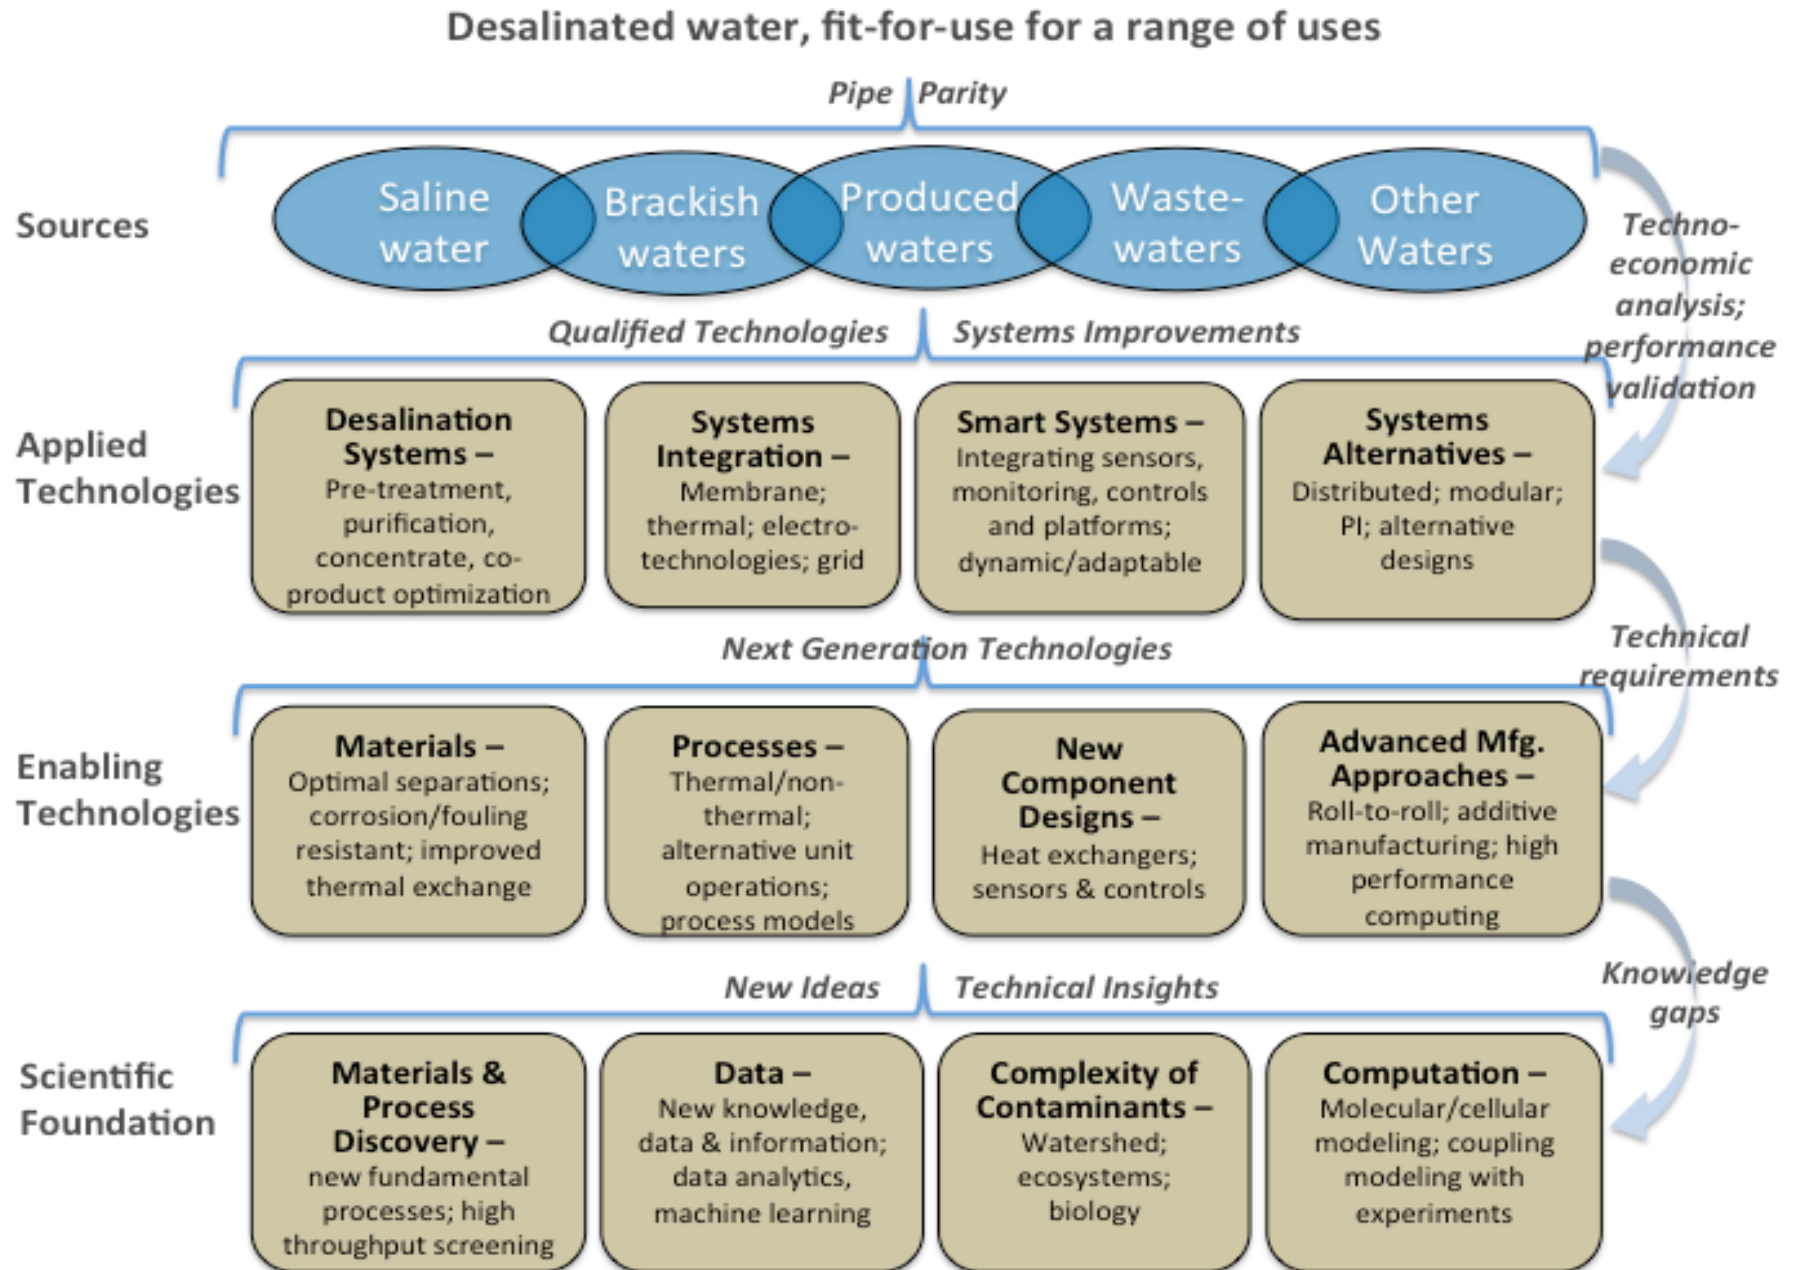 Desalinated water, fit-for-use for a range of uses
Pipe Parity
Sources
Saline
water
Brackish
waters
Produced
waters
Waste-
waters
Other
Waters
Techno-
economic
analysis;
performance
validation
Qualified Technologies Systems Improvements
Applied
Technologies
Desalination
Systems –
Pre-treatment,
purification,
concentrate, co-
product optimization
Systems
Integration –
Membrane;
thermal; electro-
technologies; grid
Smart Systems –
Integrating sensors,
monitoring, controls
and platforms;
dynamic/adaptable
Systems
Alternatives –
Distributed; modular;
PI; alternative
designs
Technical
requirements
Next Generation Technologies
Enabling
Technologies
Materials –
Optimal separations;
corrosion/fouling
resistant; improved
thermal exchange
Processes –
Thermal/non-
thermal;
alternative unit
operations;
process models
New
Component
Designs –
Heat exchangers;
sensors & controls
Advanced Mfg.
Approaches –
Roll-to-roll; additive
manufacturing; high
performance
computing
Knowledge
gaps
New Ideas Technical Insights
Scientific
Foundation
Materials &
Process
Discovery –
new fundamental
processes; high
throughput screening
Data –
New knowledge,
data & information;
data analytics,
machine learning
Complexity of
Contaminants –
Watershed;
ecosystems;
biology
Computation –
Molecular/cellular
modeling; coupling
modeling with
experiments